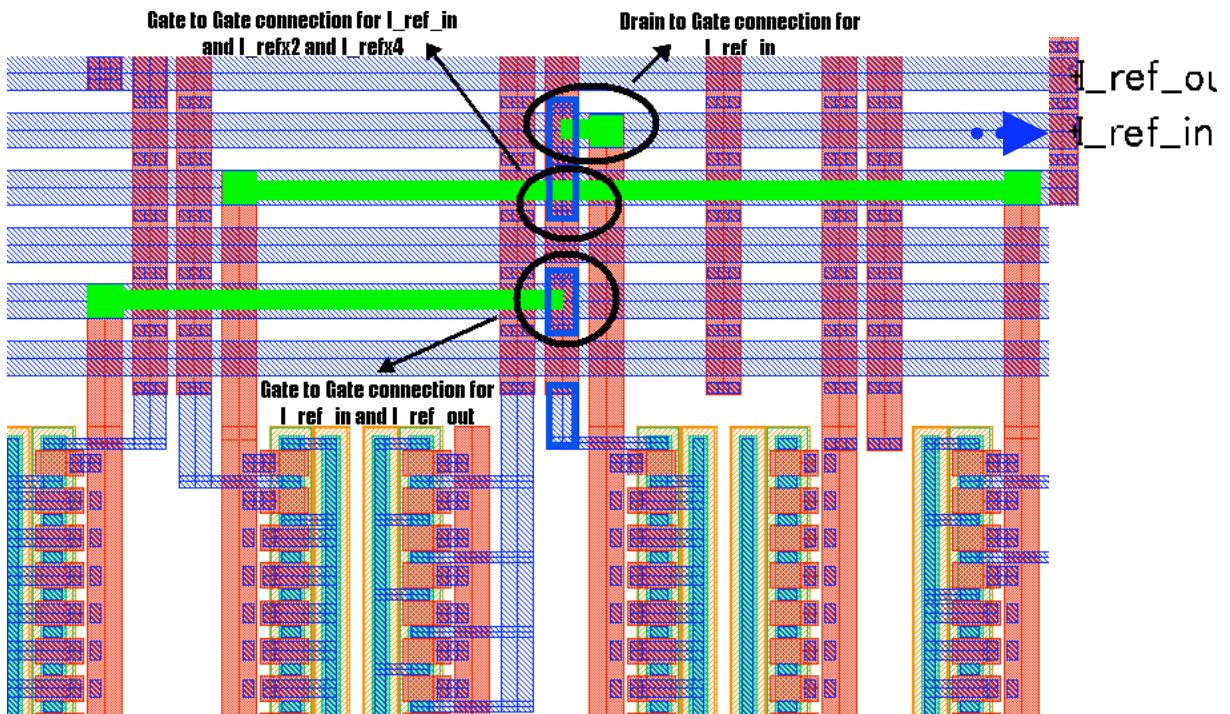 Gate to Gate connection for I_ref_in
and I_refx2 and I_refx4
Drain to Gate connection for
I_ref_in
I_ref_ou
I_ref_in
Gate to Gate connection for
I_ref_in and I_ref_out